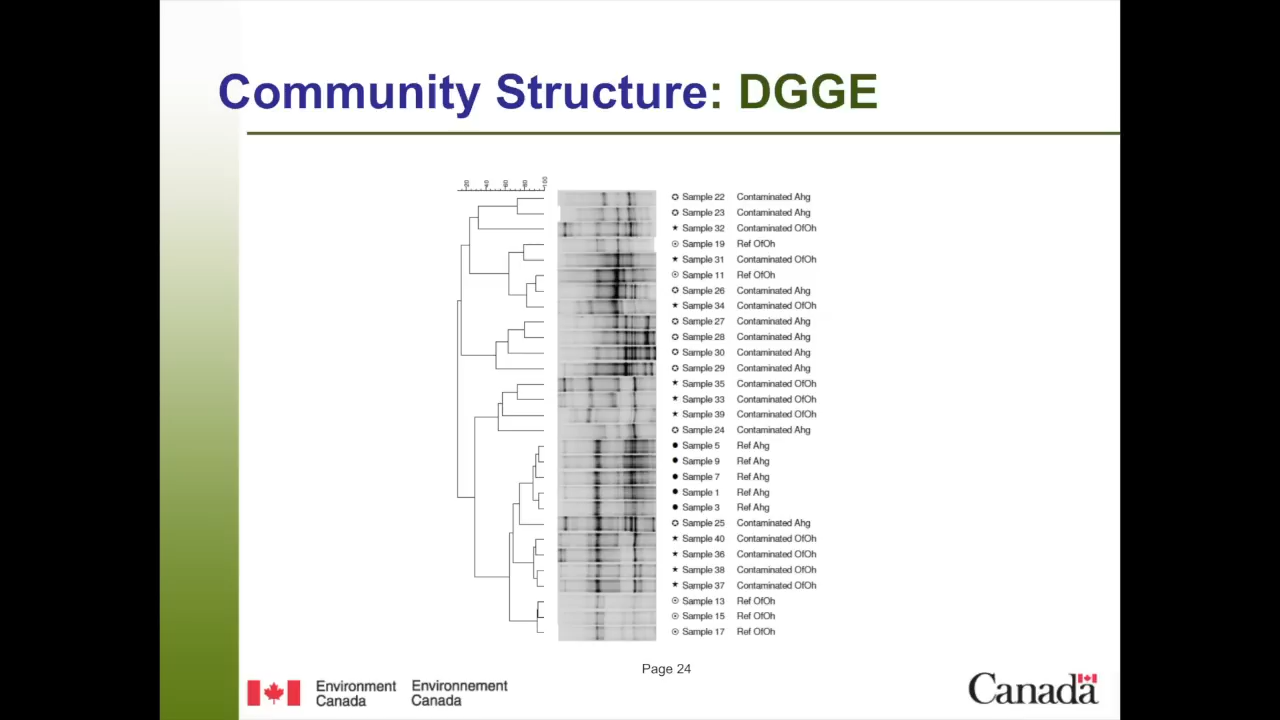 Community Structure: DGGE
20 40 60 80 100
Sample 22 Contaminated Ahg
Sample 23 Contaminated Ahg
Sample 32 Contaminated OfOh
Sample 19 Ref OfOh
Sample 31 Contaminated OfOh
Sample 11 Ref OfOh
Sample 26 Contaminated Ahg
Sample 34 Contaminated OfOh
Sample 27 Contaminated Ahg
Sample 28 Contaminated Ahg
Sample 30 Contaminated Ahg
Sample 29 Contaminated Ahg
Sample 35 Contaminated OfOh
Sample 33 Contaminated OfOh
Sample 39 Contaminated OfOh
Sample 24 Contaminated Ahg
Sample 5 Ref Ahg
Sample 9 Ref Ahg
Sample 7 Ref Ahg
Sample 1 Ref Ahg
Sample 3 Ref Ahg
Sample 25 Contaminated Ahg
Sample 40 Contaminated OfOh
Sample 36 Contaminated OfOh
Sample 38 Contaminated OfOh
Sample 37 Contaminated OfOh
Sample 13 Ref OfOh
Sample 15 Ref OfOh
Sample 17 Ref OfOh
Page 24
Environment Environnement
Canada Canada
Canada